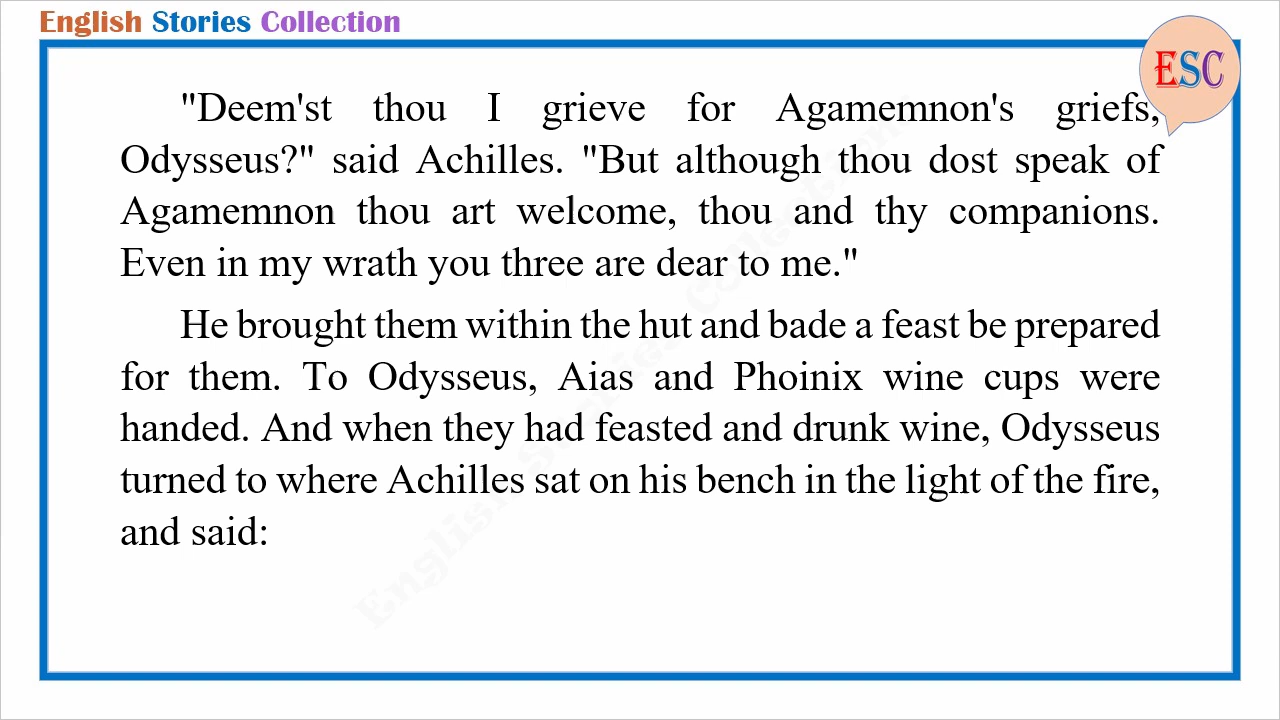 English Stories Collection
ESC
"Deem'st thou I grieve for Agamemnon's griefs,
Odysseus?" said Achilles. "But although thou dost speak of
Agamemnon thou art welcome, thou and thy companions.
Even in my wrath you three are dear to me."
He brought them within the hut and bade a feast be prepared
for them. To Odysseus, Aias and Phoinix wine cups were
handed. And when they had feasted and drunk wine, Odysseus
turned to where Achilles sat on his bench in the light of the fire,
and said:
English Stories Collection